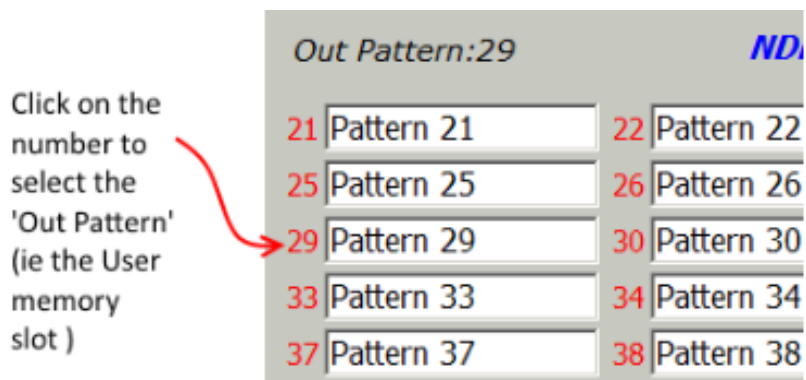 Out Pattern:29
Click on the
number to
select the
'Out Pattern'
(ie the User
memory
slot )
21 Pattern 21 22 Pattern 22
25 Pattern 25 26 Pattern 26
29 Pattern 29 30 Pattern 30
33 Pattern 33 34 Pattern 34
37 Pattern 37 38 Pattern 38